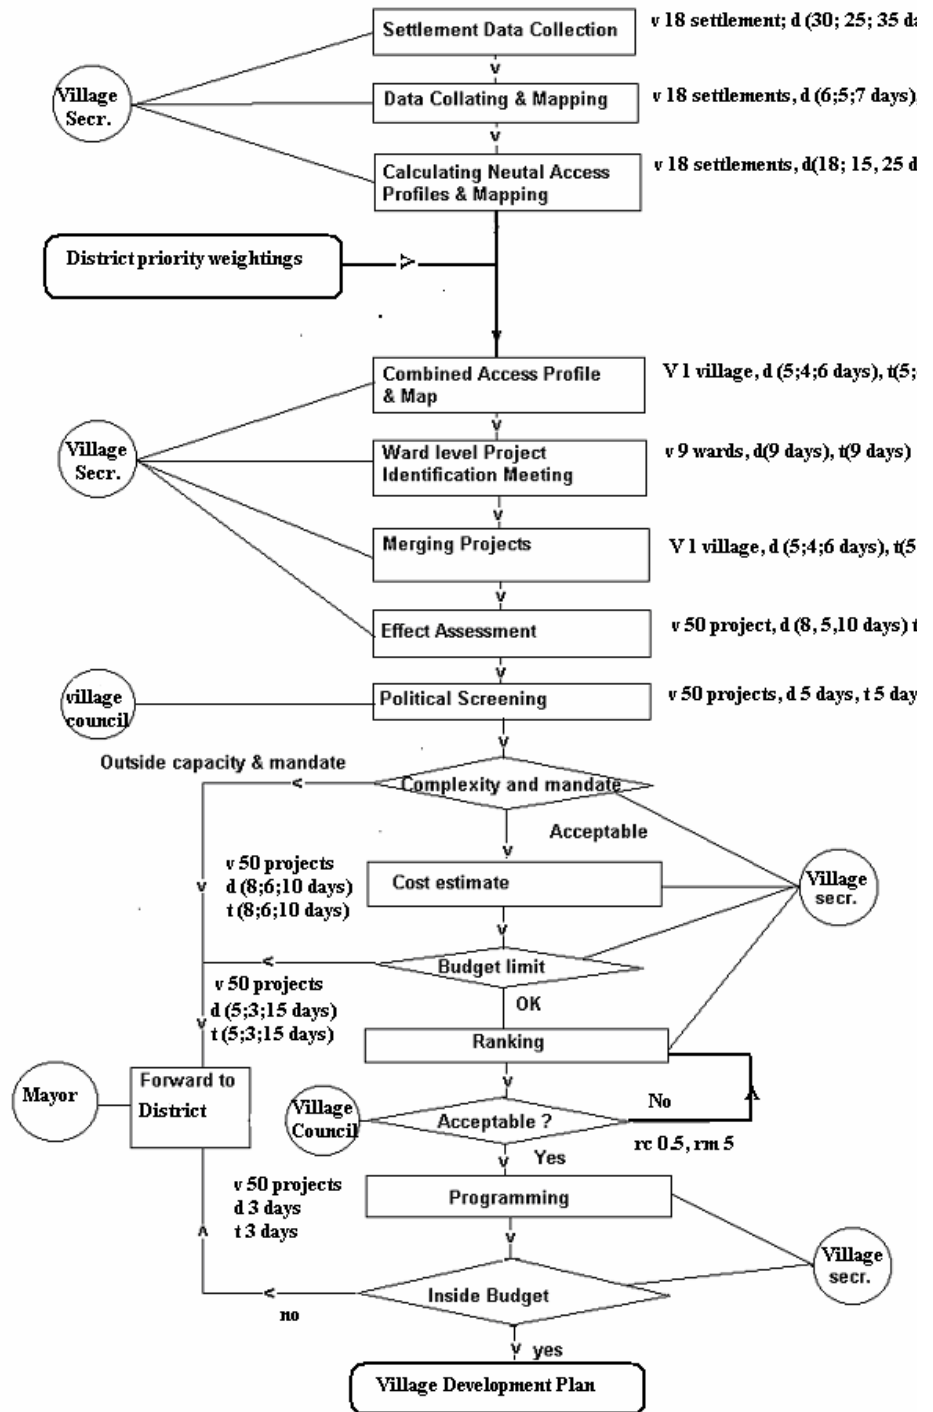 Settlement Data Collection
v 18 settlement; d (30; 25; 35 da
Village
Secr.
Data Collating & Mapping
v 18 settlements, d (6;5;7 days),
Calculating Neutal Access
Profiles & Mapping
v 18 settlements, d(18; 15, 25 d
District priority weightings
Combined Access Profile
& Map
V 1 village, d (5;4;6 days), t(5;
Village
Secr.
Ward level Project
Identification Meeting
v 9 wards, d(9 days), t(9 days)
Merging Projects
V 1 village, d (5;4;6 days), t(5
Effect Assessment
v 50 project, d (8, 5,10 days) t
village
council
Political Screening
v 50 projects, d 5 days, t 5 day
Outside capacity & mandate
Complexity and mandate
Acceptable
v 50 projects
d (8;6;10 days)
t (8;6;10 days)
Cost estimate
Village
secr.
Budget limit
v 50 projects
d (5;3;15 days)
t (5;3;15 days)
OK
Ranking
Mayor
Forward to
District
Village
Council
Acceptable ?
No
rc 0.5, rm 5
Yes
v 50 projects
d 3 days
t 3 days
Programming
Village
secr.
Inside Budget
no
yes
Village Development Plan